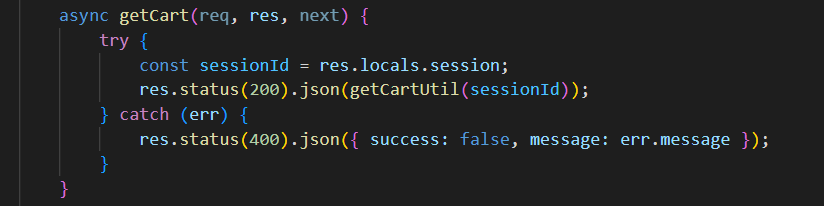 async getCart(req, res, next) {
try {
const sessionId = res.locals.session;
res.status(200).json(getCartUtil(sessionId));
} catch (err) {
res.status(400).json({ success: false, message: err.message });
}
}